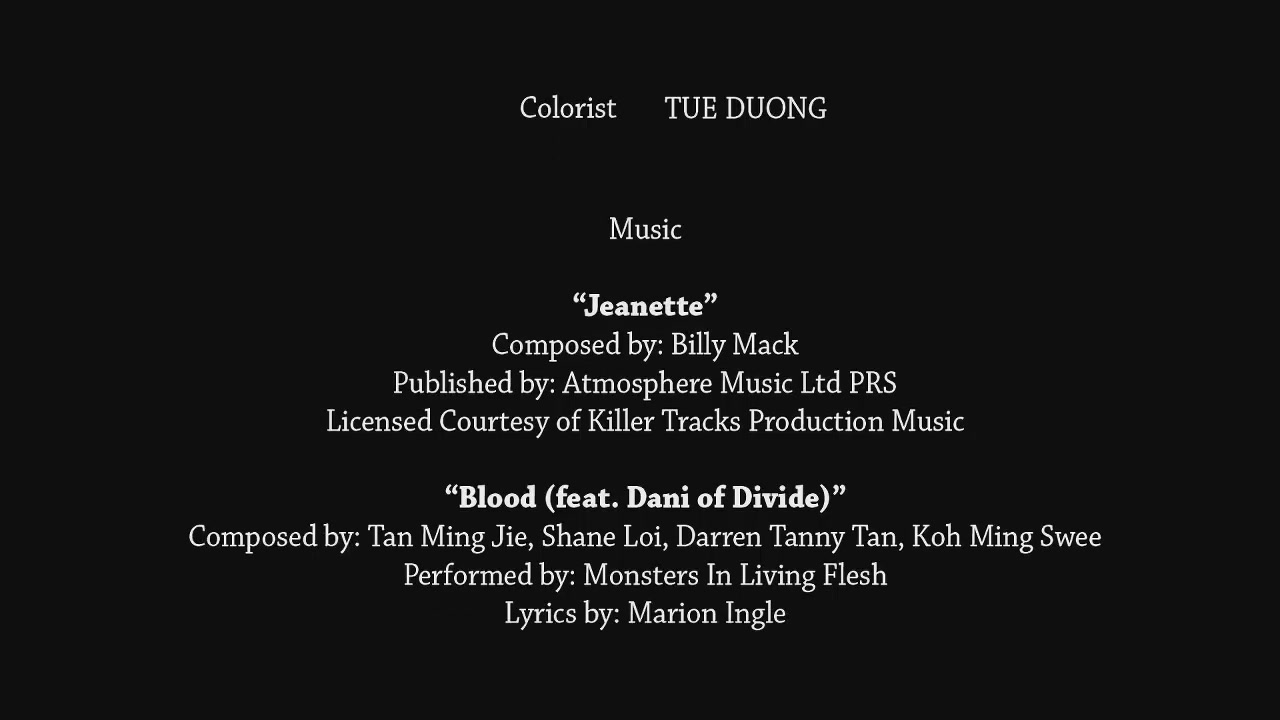 Colorist TUE DUONG
Music
“Jeanette”
Composed by: Billy Mack
Published by: Atmosphere Music Ltd PRS
Licensed Courtesy of Killer Tracks Production Music
“Blood (feat. Dani of Divide)”
Composed by: Tan Ming Jie, Shane Loi, Darren Tanny Tan, Koh Ming Swee
Performed by: Monsters In Living Flesh
Lyrics by: Marion Ingle